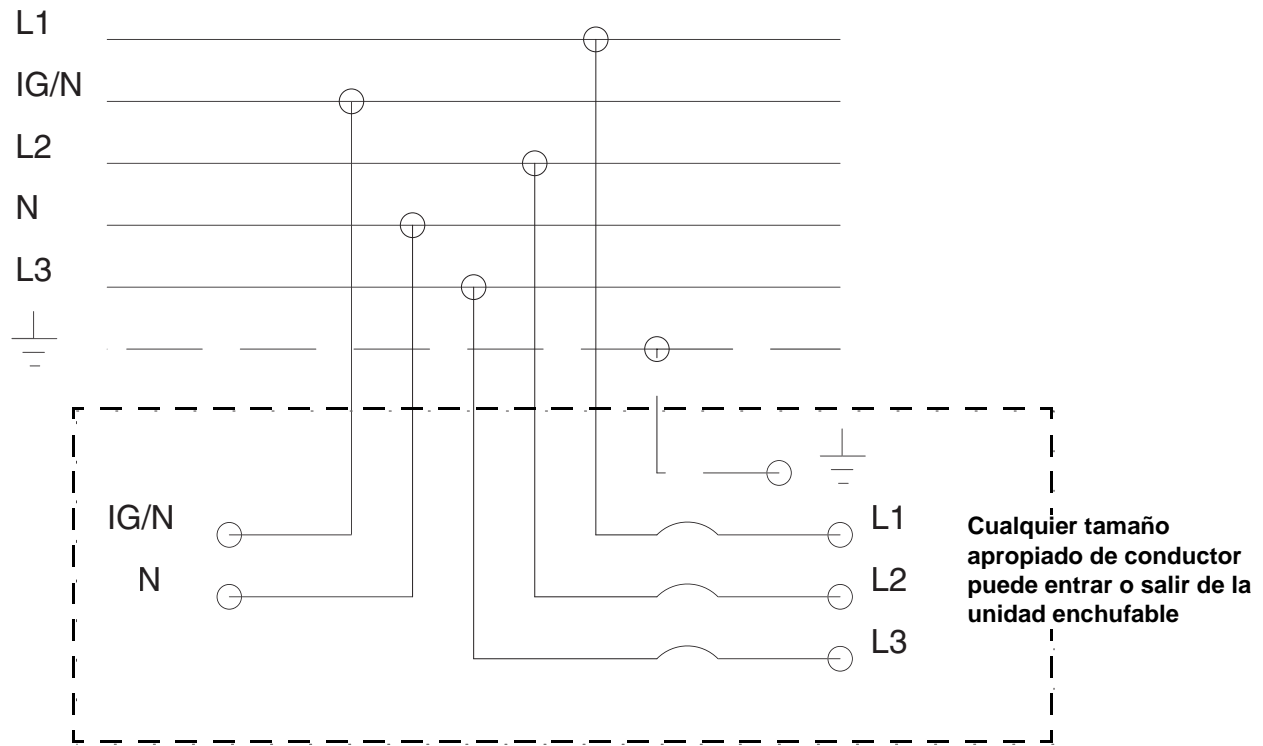 L1
IG/N
L2
N
L3
IG/N
N
L1
L2
L3
Cualquier tamaño
apropiado de conductor
puede entrar o salir de la
unidad enchufable